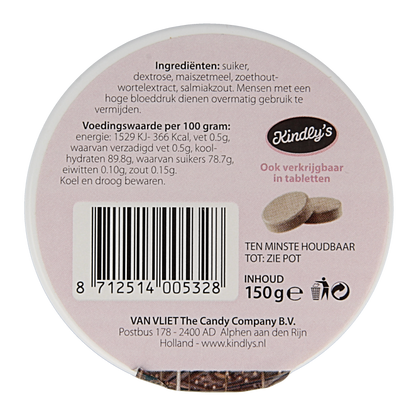 Ingrediënten: suiker,
dextrose, maiszetmeel, zoethout-
wortelextract, salmiakzout. Mensen met een
hoge bloeddruk dienen overmatig gebruik te
vermijden.
Voedingswaarde per 100 gram:
energie: 1529 KJ- 366 Kcal, vet 0.5g,
waarvan verzadigd vet 0.5g, kool-
hydraten 89.8g, waarvan suikers 78.7g,
eiwitten 0.10g, zout 0.15g.
Koel en droog bewaren.
Kindly's
Ook verkrijgbaar
in tabletten
TEN MINSTE HOUDBAAR
TOT: ZIE POT
INHOUD
150g e
8 712514 005328
VAN VLIET The Candy Company B.V.
Postbus 178 - 2400 AD Alphen aan den Rijn
Holland - www.kindlys.nl